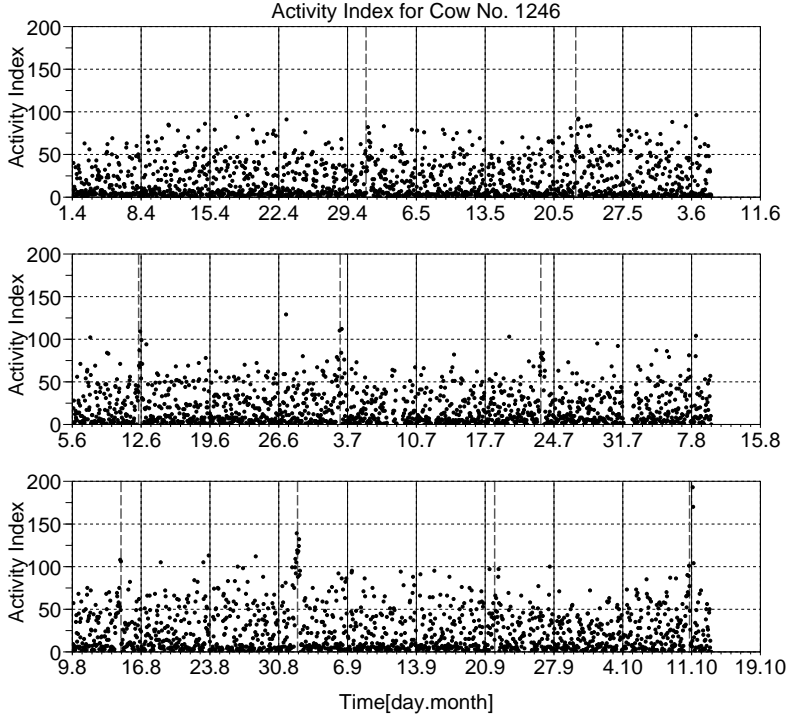 Activity Index for Cow No. 1246
200
150
100
50
0
Activity Index
1.4 8.4 15.4 22.4 29.4 6.5 13.5 20.5 27.5 3.6 11.6
200
150
100
50
0
Activity Index
5.6 12.6 19.6 26.6 3.7 10.7 17.7 24.7 31.7 7.8 15.8
200
150
100
50
0
Activity Index
9.8 16.8 23.8 30.8 6.9 13.9 20.9 27.9 4.10 11.10 19.10
Time[day.month]